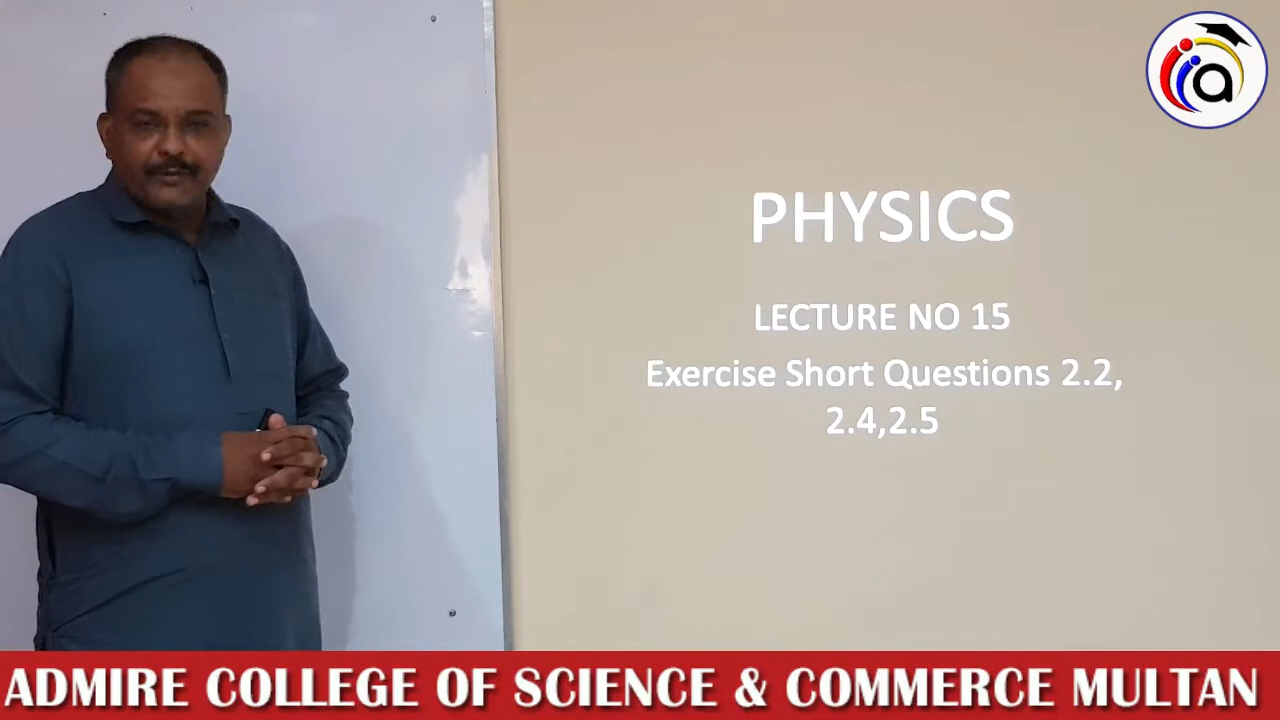 PHYSICS
LECTURE NO 15
Exercise Short Questions 2.2,
2.4,2.5
a
ADMIRE COLLEGE OF SCIENCE & COMMERCE MULTAN